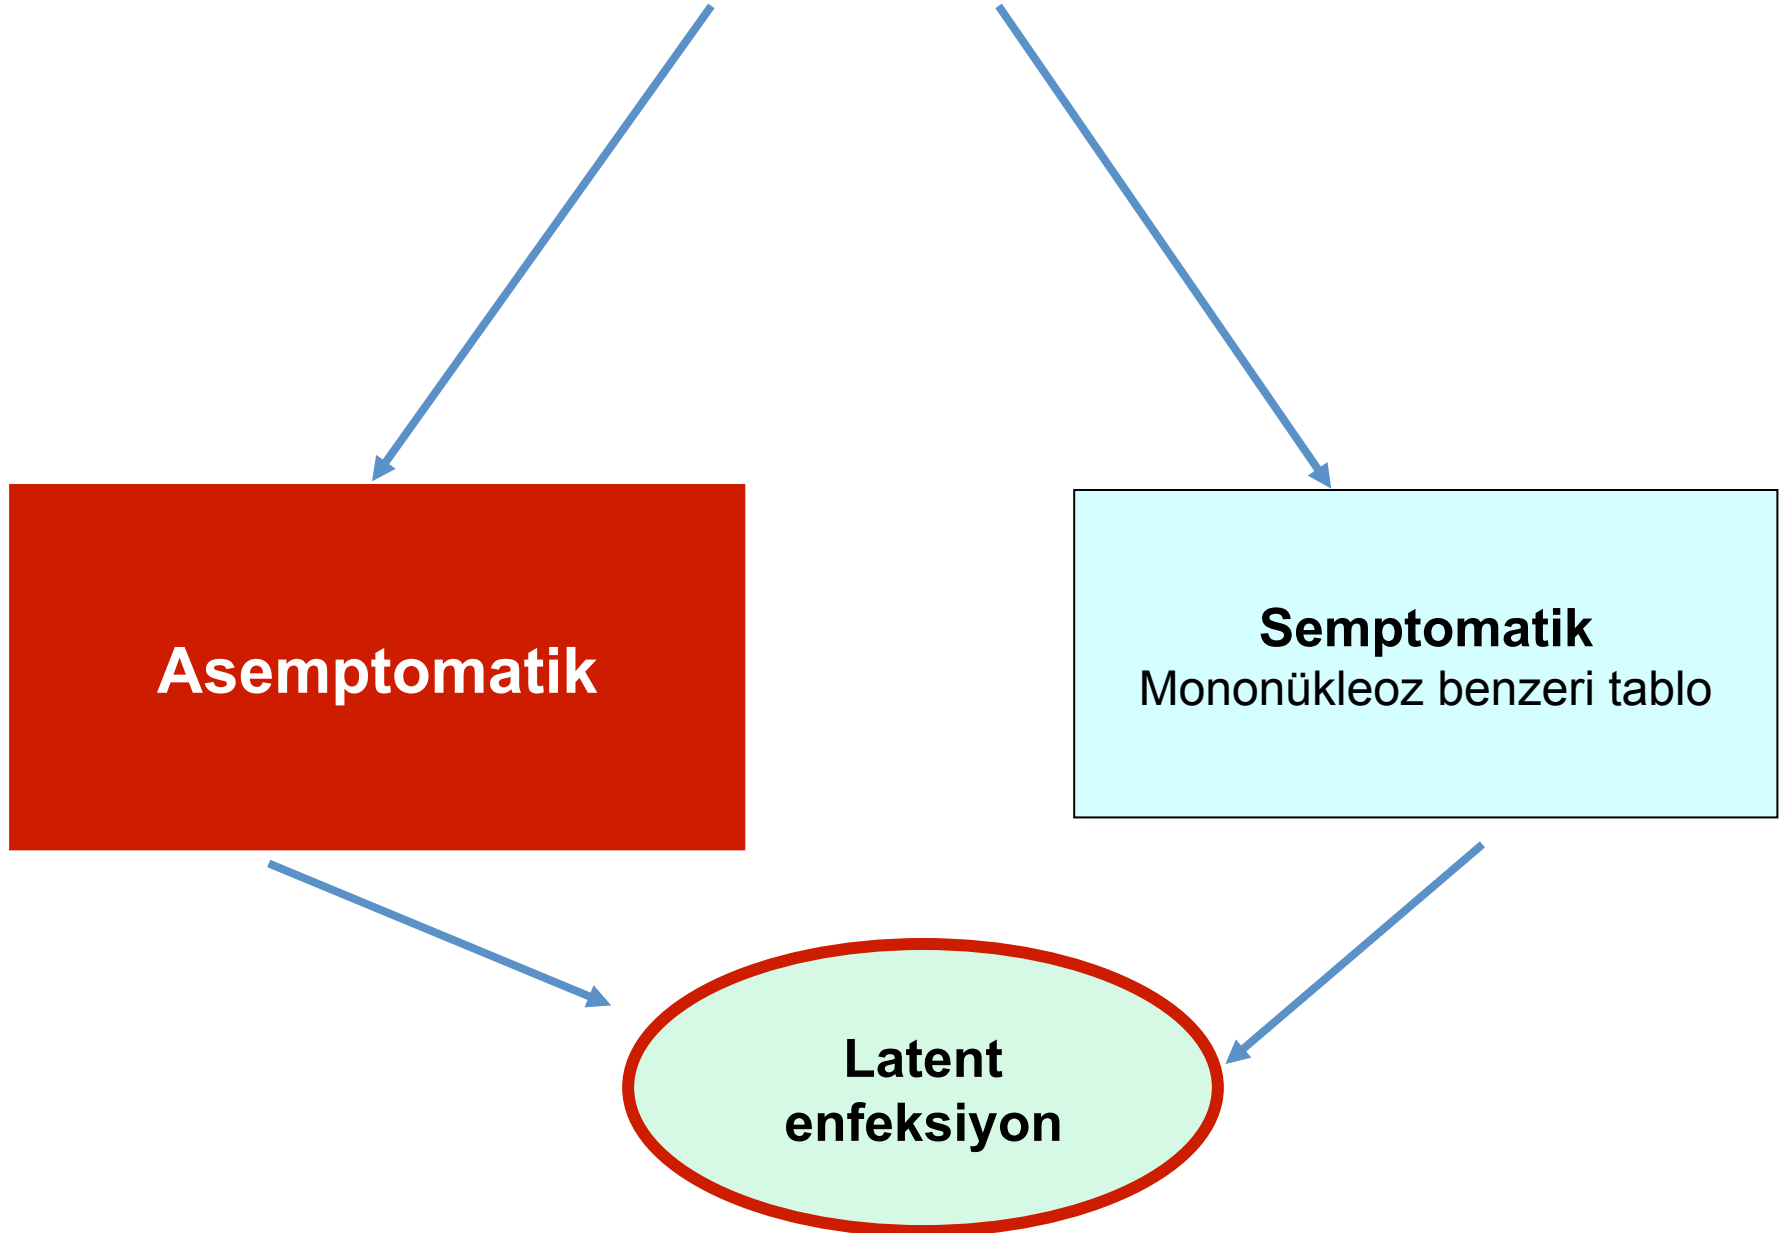 Asemptomatik
Semptomatik
Mononükleoz benzeri tablo
Latent
enfeksiyon